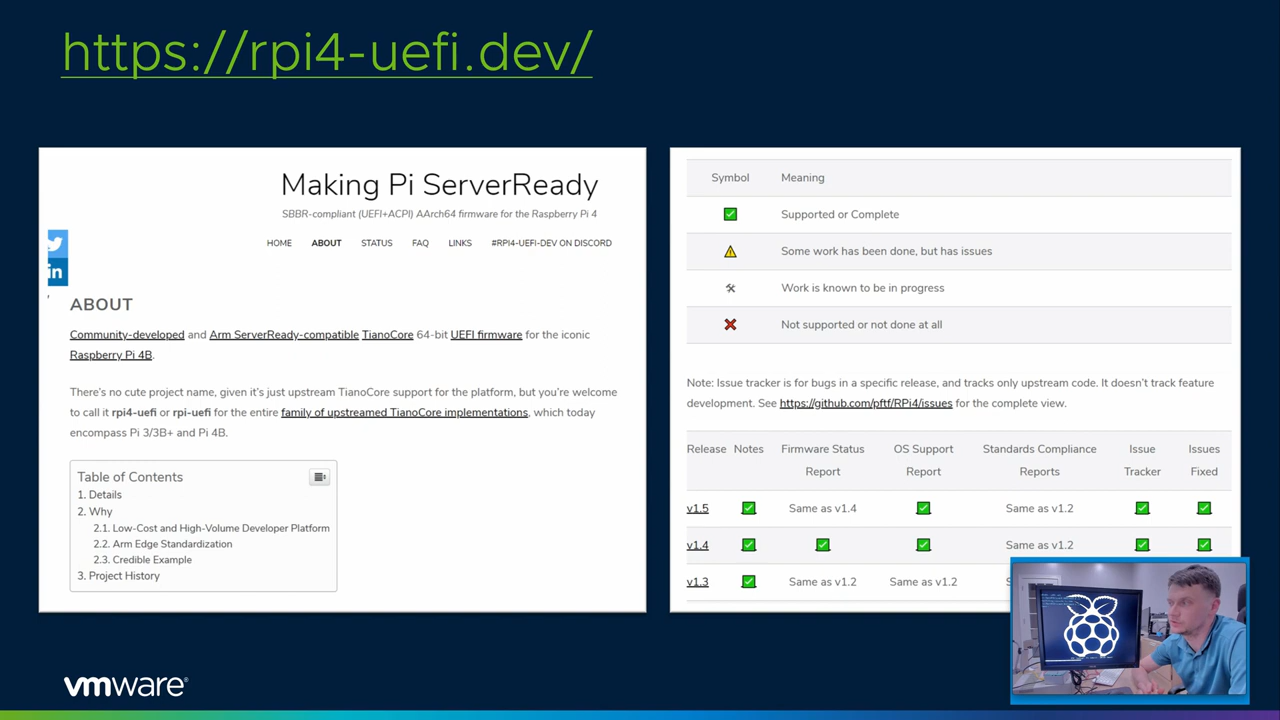 https://rpi4-uefi.dev/
Making Pi ServerReady
SBBR-compliant (UEFI+ACPI) AArch64 firmware for the Raspberry Pi 4
HOME ABOUT STATUS FAQ LINKS #RPI4-UEFI-DEV ON DISCORD
in
ABOUT
Community-developed and Arm ServerReady-compatible TianoCore 64-bit UEFI firmware for the iconic
Raspberry Pi 4B.
There's no cute project name, given it's just upstream TianoCore support for the platform, but you're welcome
to call it rpi4-uefi or rpi-uefi for the entire family of upstreamed TianoCore implementations, which today
encompass Pi 3/3B+ and Pi 4B.
Table of Contents
1. Details
2. Why
2.1. Low-Cost and High-Volume Developer Platform
2.2. Arm Edge Standardization
2.3. Credible Example
3. Project History
Symbol Meaning
Supported or Complete
Some work has been done, but has issues
Work is known to be in progress
Not supported or not done at all
Note: Issue tracker is for bugs in a specific release, and tracks only upstream code. It doesn't track feature
development. See https://github.com/pftf/RPi4/issues for the complete view.
Release Notes Firmware Status Report OS Support Report Standards Compliance Reports Issue Tracker Issues Fixed
v1.5 Same as v1.4 Same as v1.2
v1.4 Same as v1.2
v1.3 Same as v1.2 Same as v1.2
vmware®